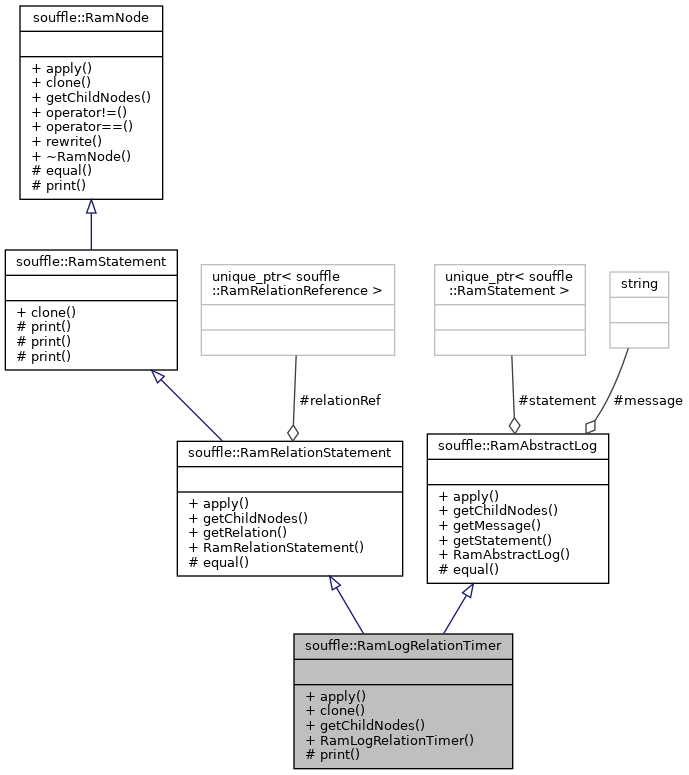 souffle::RamNode
+ apply()
+ clone()
+ getChildNodes()
+ operator!=()
+ operator==()
+ rewrite()
+ ~RamNode()
# equal()
# print()
souffle::RamStatement
+ clone()
# print()
# print()
# print()
unique_ptr< souffle
::RamRelationReference >
unique_ptr< souffle
::RamStatement >
string
#relationRef
#statement
#message
souffle::RamRelationStatement
+ apply()
+ getChildNodes()
+ getRelation()
+ RamRelationStatement()
# equal()
souffle::RamAbstractLog
+ apply()
+ getChildNodes()
+ getMessage()
+ getStatement()
+ RamAbstractLog()
# equal()
souffle::RamLogRelationTimer
+ apply()
+ clone()
+ getChildNodes()
+ RamLogRelationTimer()
# print()